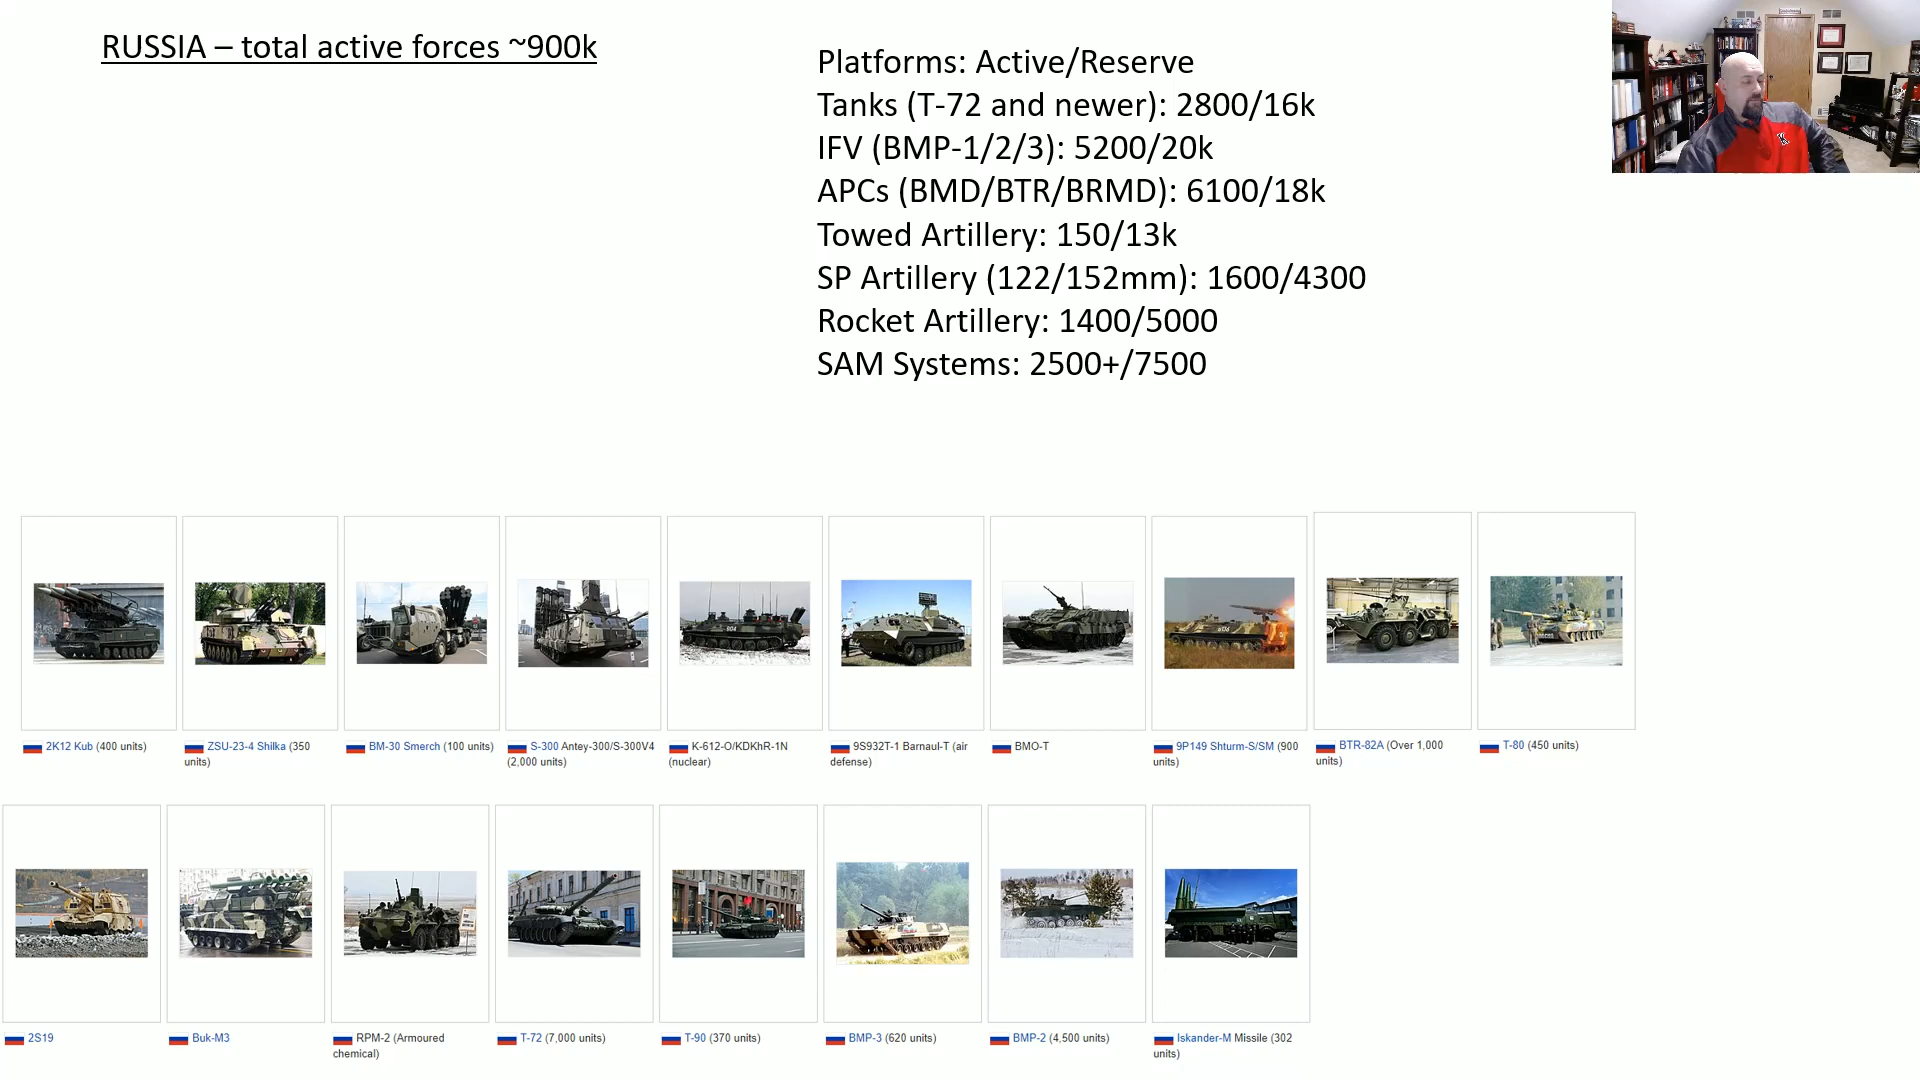 RUSSIA – total active forces ~900k
Platforms: Active/Reserve
Tanks (T-72 and newer): 2800/16k
IFV (BMP-1/2/3): 5200/20k
APCs (BMD/BTR/BRMD): 6100/18k
Towed Artillery: 150/13k
SP Artillery (122/152mm): 1600/4300
Rocket Artillery: 1400/5000
SAM Systems: 2500+/7500
2K12 Kub (400 units)
ZSU-23-4 Shilka (350
units)
BM-30 Smerch (100 units)
S-300 Antey-300/S-300V4
(2,000 units)
K-612-O/KDKhR-1N
(nuclear)
9S932T-1 Barnaul-T (air
defense)
BMO-T
9P149 Shturm-S/SM (900
units)
BTR-82A (Over 1,000
units)
T-80 (450 units)
2S19
Buk-M3
RPM-2 (Armoured
chemical)
T-72 (7,000 units)
T-90 (370 units)
BMP-3 (620 units)
BMP-2 (4,500 units)
Iskander-M Missile (302
units)